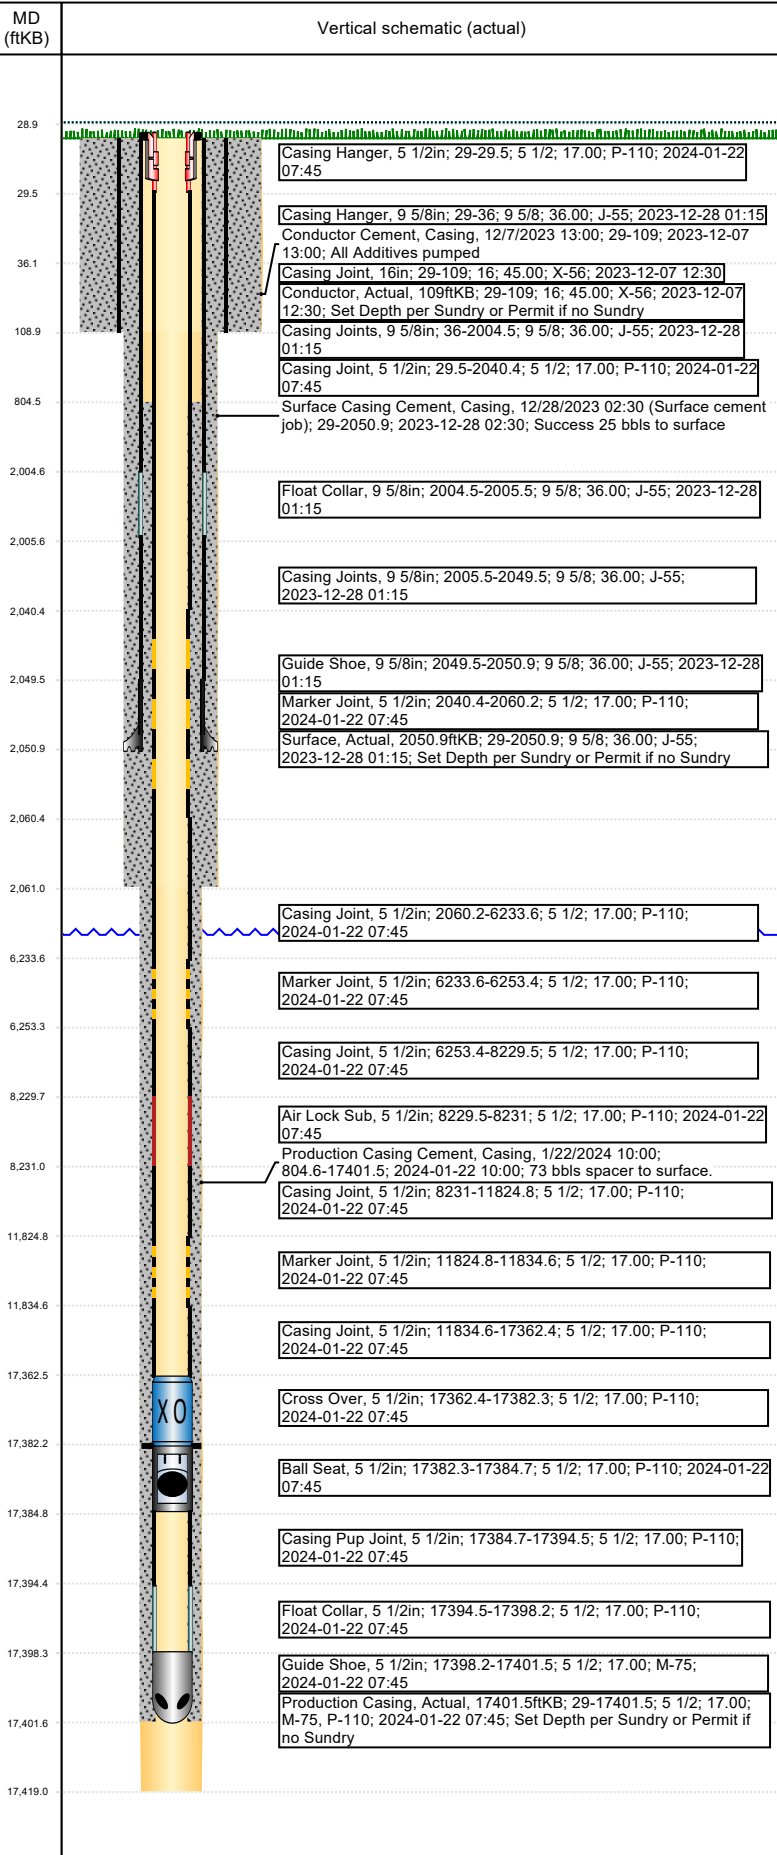 MD
(ftKB)
Vertical schematic (actual)
28.9
Casing Hanger, 5 1/2in; 29-29.5; 5 1/2; 17.00; P-110; 2024-01-22
07:45
29.5
Casing Hanger, 9 5/8in; 29-36; 9 5/8; 36.00; J-55; 2023-12-28 01:15
Conductor Cement, Casing, 12/7/2023 13:00; 29-109; 2023-12-07
13:00; All Additives pumped
36.1
Casing Joint, 16in; 29-109; 16; 45.00; X-56; 2023-12-07 12:30
Conductor, Actual, 109ftKB; 29-109; 16; 45.00; X-56; 2023-12-07
12:30; Set Depth per Sundry or Permit if no Sundry
108.9
Casing Joints, 9 5/8in; 36-2004.5; 9 5/8; 36.00; J-55; 2023-12-28
01:15
Casing Joint, 5 1/2in; 29.5-2040.4; 5 1/2; 17.00; P-110; 2024-01-22
07:45
804.5
Surface Casing Cement, Casing, 12/28/2023 02:30 (Surface cement
job); 29-2050.9; 2023-12-28 02:30; Success 25 bbls to surface
2,004.6
Float Collar, 9 5/8in; 2004.5-2005.5; 9 5/8; 36.00; J-55; 2023-12-28
01:15
2,005.6
Casing Joints, 9 5/8in; 2005.5-2049.5; 9 5/8; 36.00; J-55;
2023-12-28 01:15
2,040.4
Guide Shoe, 9 5/8in; 2049.5-2050.9; 9 5/8; 36.00; J-55; 2023-12-28
01:15
2,049.5
Marker Joint, 5 1/2in; 2040.4-2060.2; 5 1/2; 17.00; P-110;
2024-01-22 07:45
Surface, Actual, 2050.9ftKB; 29-2050.9; 9 5/8; 36.00; J-55;
2023-12-28 01:15; Set Depth per Sundry or Permit if no Sundry
2,050.9
2,060.4
2,061.0
Casing Joint, 5 1/2in; 2060.2-6233.6; 5 1/2; 17.00; P-110;
2024-01-22 07:45
6,233.6
Marker Joint, 5 1/2in; 6233.6-6253.4; 5 1/2; 17.00; P-110;
2024-01-22 07:45
6,253.3
Casing Joint, 5 1/2in; 6253.4-8229.5; 5 1/2; 17.00; P-110;
2024-01-22 07:45
8,229.7
Air Lock Sub, 5 1/2in; 8229.5-8231; 5 1/2; 17.00; P-110; 2024-01-22
07:45
Production Casing Cement, Casing, 1/22/2024 10:00;
804.6-17401.5; 2024-01-22 10:00; 73 bbls spacer to surface.
8,231.0
Casing Joint, 5 1/2in; 8231-11824.8; 5 1/2; 17.00; P-110;
2024-01-22 07:45
11,824.8
Marker Joint, 5 1/2in; 11824.8-11834.6; 5 1/2; 17.00; P-110;
2024-01-22 07:45
11,834.6
Casing Joint, 5 1/2in; 11834.6-17362.4; 5 1/2; 17.00; P-110;
2024-01-22 07:45
17,362.5
Cross Over, 5 1/2in; 17362.4-17382.3; 5 1/2; 17.00; P-110;
2024-01-22 07:45
XO
17,382.2
Ball Seat, 5 1/2in; 17382.3-17384.7; 5 1/2; 17.00; P-110; 2024-01-22
07:45
17,384.8
Casing Pup Joint, 5 1/2in; 17384.7-17394.5; 5 1/2; 17.00; P-110;
2024-01-22 07:45
17,394.4
Float Collar, 5 1/2in; 17394.5-17398.2; 5 1/2; 17.00; P-110;
2024-01-22 07:45
17,398.3
Guide Shoe, 5 1/2in; 17398.2-17401.5; 5 1/2; 17.00; M-75;
2024-01-22 07:45
Production Casing, Actual, 17401.5ftKB; 29-17401.5; 5 1/2; 17.00;
M-75, P-110; 2024-01-22 07:45; Set Depth per Sundry or Permit if
no Sundry
17,401.6
17,419.0